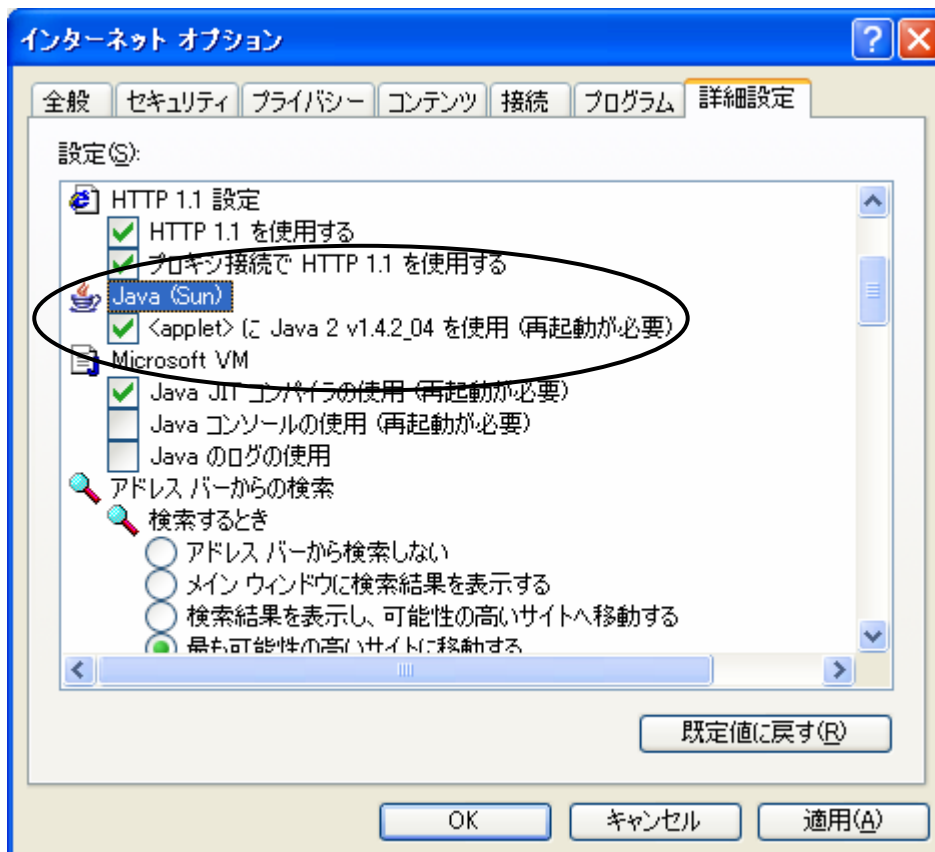 インターネット オプション
全般 セキュリティ プライバシー コンテンツ 接続 プログラム 詳細設定
設定(S):
HTTP 1.1 設定
HTTP 1.1 を使用する
プロキシ接続で HTTP 1.1 を使用する
Java (Sun)
<applet> に Java 2 v1.4.2_04 を使用 (再起動が必要)
Microsoft VM
Java JIT コンパイラの使用 (再起動が必要)
Java コンソールの使用 (再起動が必要)
Java のログの使用
アドレス バーからの検索
検索するとき
アドレス バーから検索しない
メイン ウィンドウに検索結果を表示する
検索結果を表示し、可能性の高いサイトへ移動する
最も可能性の高いサイトに移動する
既定値に戻す(R)
OK キャンセル 適用(A)